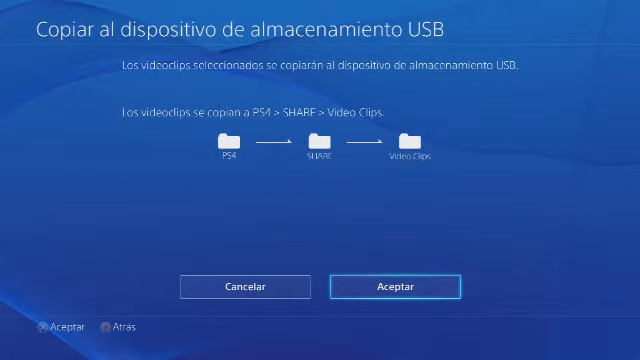 Copiar al dispositivo de almacenamiento USB
Los videoclips seleccionados se copiarán al dispositivo de almacenamiento USB.
Los videoclips se copian a PS4 > SHARE > Video Clips.
PS4 SHARE Video Clips
Cancelar Aceptar
Aceptar Atrás